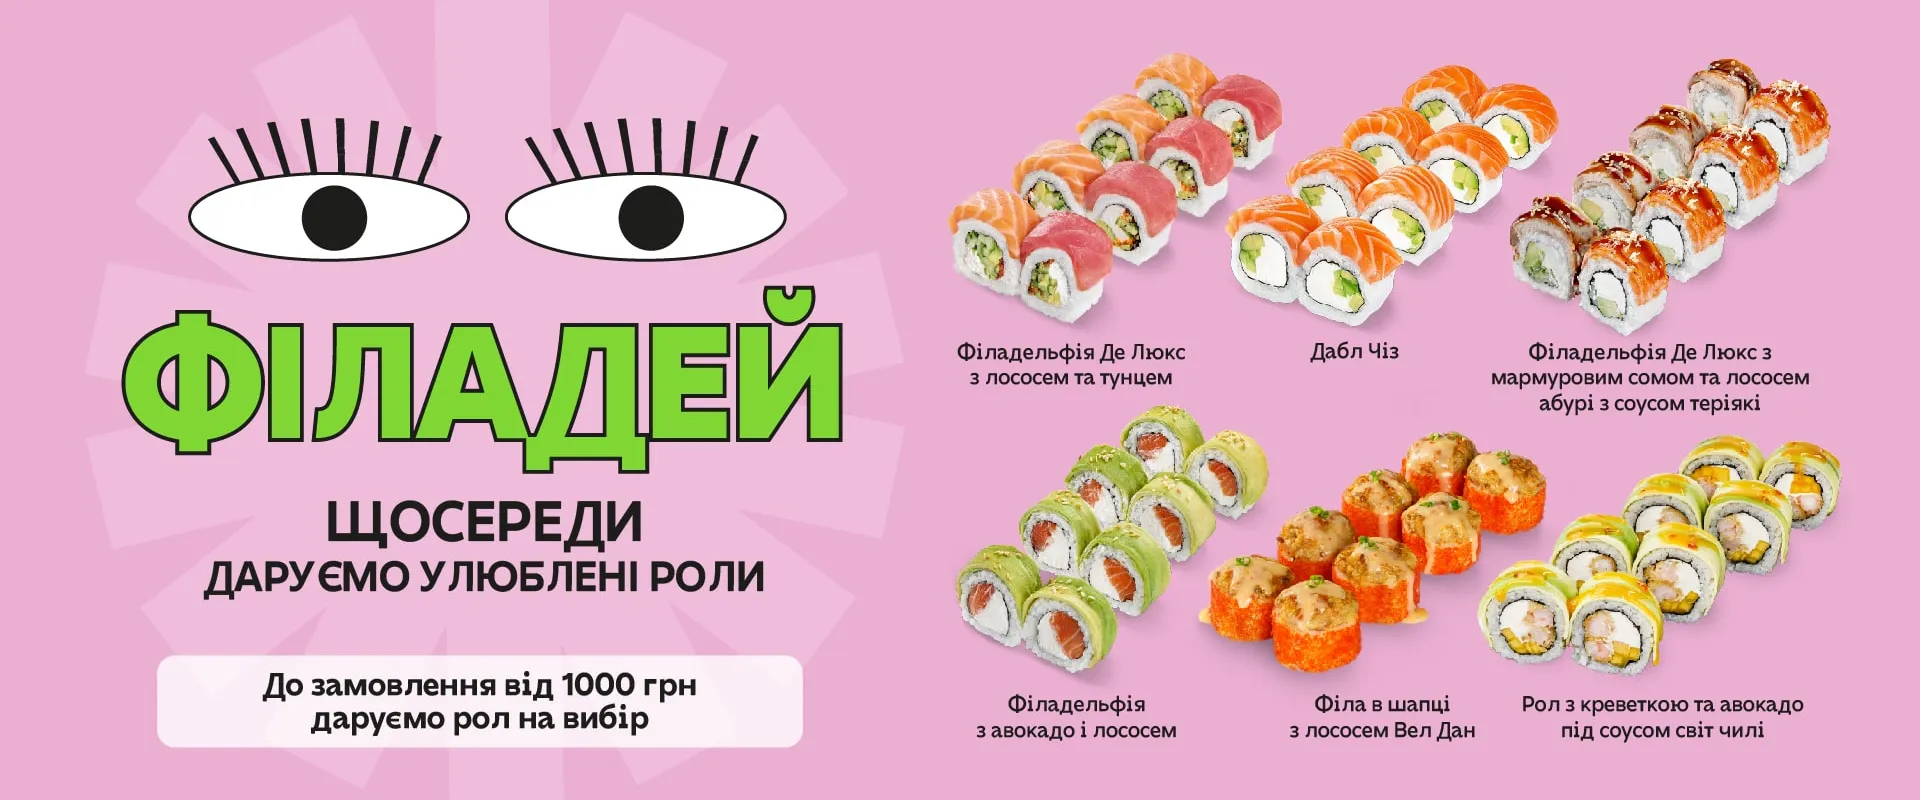 ФІЛАДЕЙ
ЩОСЕРЕДИ
ДАРУЄМО УЛЮБЛЕНІ РОЛИ
До замовлення від 1000 грн
даруємо рол на вибір
Філадельфія Де Люкс
з лососем та тунцем
Дабл Чіз
Філадельфія Де Люкс з
мармуровим сомом та лососем
абурі з соусом теріякі
Філадельфія
з авокадо і лососем
Філа в шапці
з лососем Вел Дан
Рол з креветкою та авокадо
під соусом світ чилі